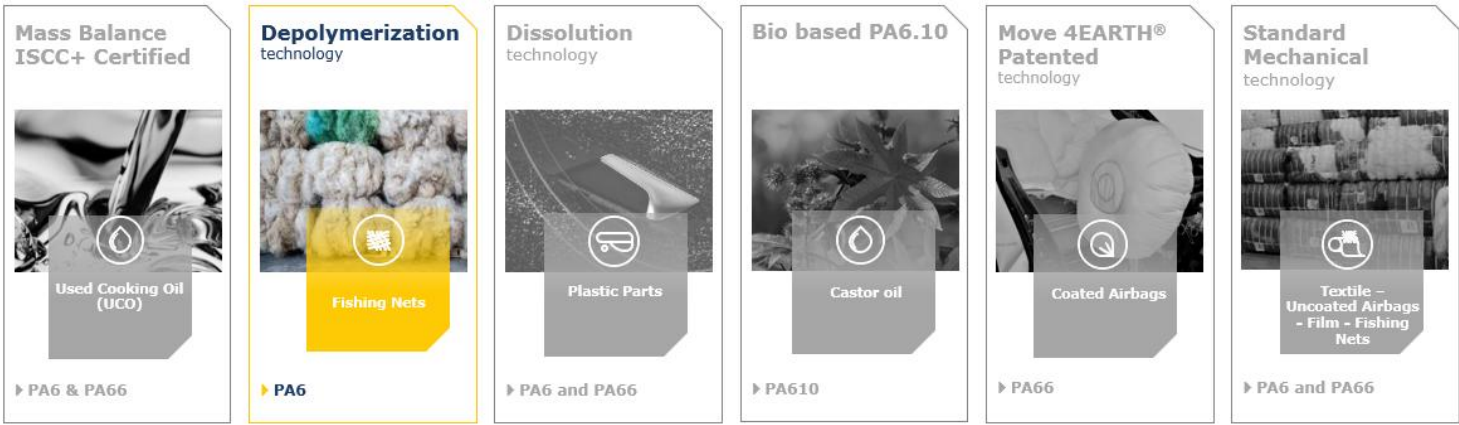 Mass Balance
ISCC+ Certified
Used Cooking Oil
(UCO)
PA6 & PA66
Depolymerization
technology
Fishing Nets
PA6
Dissolution
technology
Plastic Parts
PA6 and PA66
Bio based PA6.10
Castor oil
PA610
Move 4EARTH®
Patented
technology
Coated Airbags
PA66
Standard
Mechanical
technology
Textile –
Uncoated Airbags
- Film - Fishing
Nets
PA6 and PA66